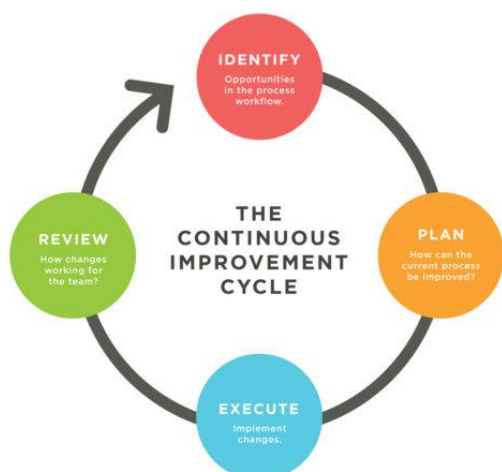 IDENTIFY
Opportunities
in the process
workflow.
THE
CONTINUOUS
IMPROVEMENT
CYCLE
PLAN
How can the
current process
be improved?
EXECUTE
Implement
changes.
REVIEW
How changes
working for
the team?